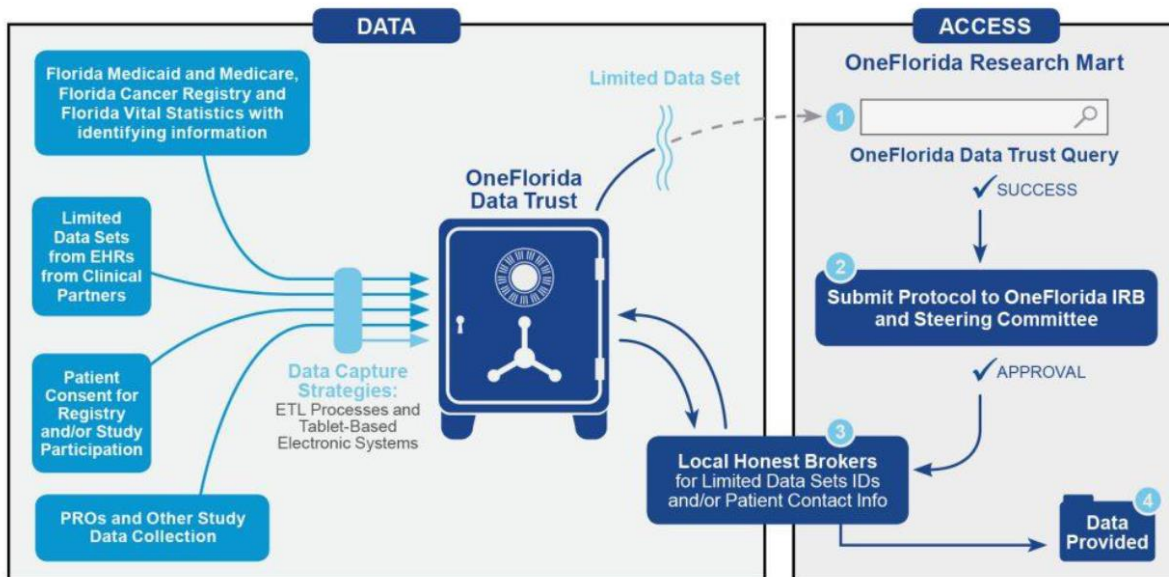 DATA
Florida Medicaid and Medicare,
Florida Cancer Registry and
Florida Vital Statistics with
identifying information
Limited
Data Sets
from EHRs
from Clinical
Partners
Patient
Consent for
Registry
and/or Study
Participation
PROs and Other Study
Data Collection
Data Capture
Strategies:
ETL Processes and
Tablet-Based
Electronic Systems
OneFlorida
Data Trust
Limited Data Set
ACCESS
OneFlorida Research Mart
1
OneFlorida Data Trust Query
SUCCESS
2
Submit Protocol to OneFlorida IRB
and Steering Committee
APPROVAL
3
Local Honest Brokers
for Limited Data Sets IDs
and/or Patient Contact Info
4
Data
Provided